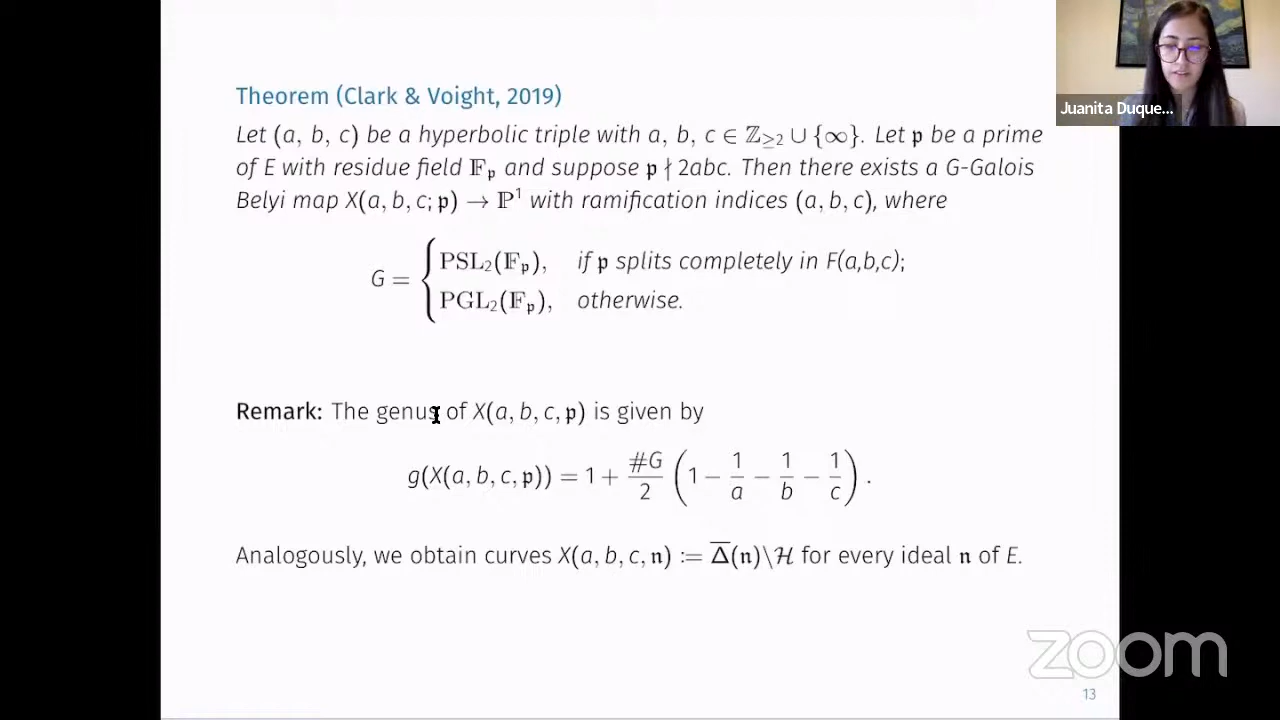 Theorem (Clark & Voight, 2019)
Let (a, b, c) be a hyperbolic triple with a, b, c ∈ ℤ≥2 ∪ {∞}. Let 𝔭 be a prime
of E with residue field 𝔽𝔭 and suppose 𝔭 ∤ 2abc. Then there exists a G-Galois
Belyi map X(a, b, c; 𝔭) → ℙ¹ with ramification indices (a, b, c), where
G = { PSL₂(𝔽𝔭), if 𝔭 splits completely in F(a,b,c);
PGL₂(𝔽𝔭), otherwise.
Remark: The genus of X(a, b, c, 𝔭) is given by
g(X(a, b, c, 𝔭)) = 1 + #G/2 (1 − 1/a − 1/b − 1/c).
Analogously, we obtain curves X(a, b, c, 𝔫) := Δ̅(𝔫)\ℋ for every ideal 𝔫 of E.
13
Juanita Duque...
zoom